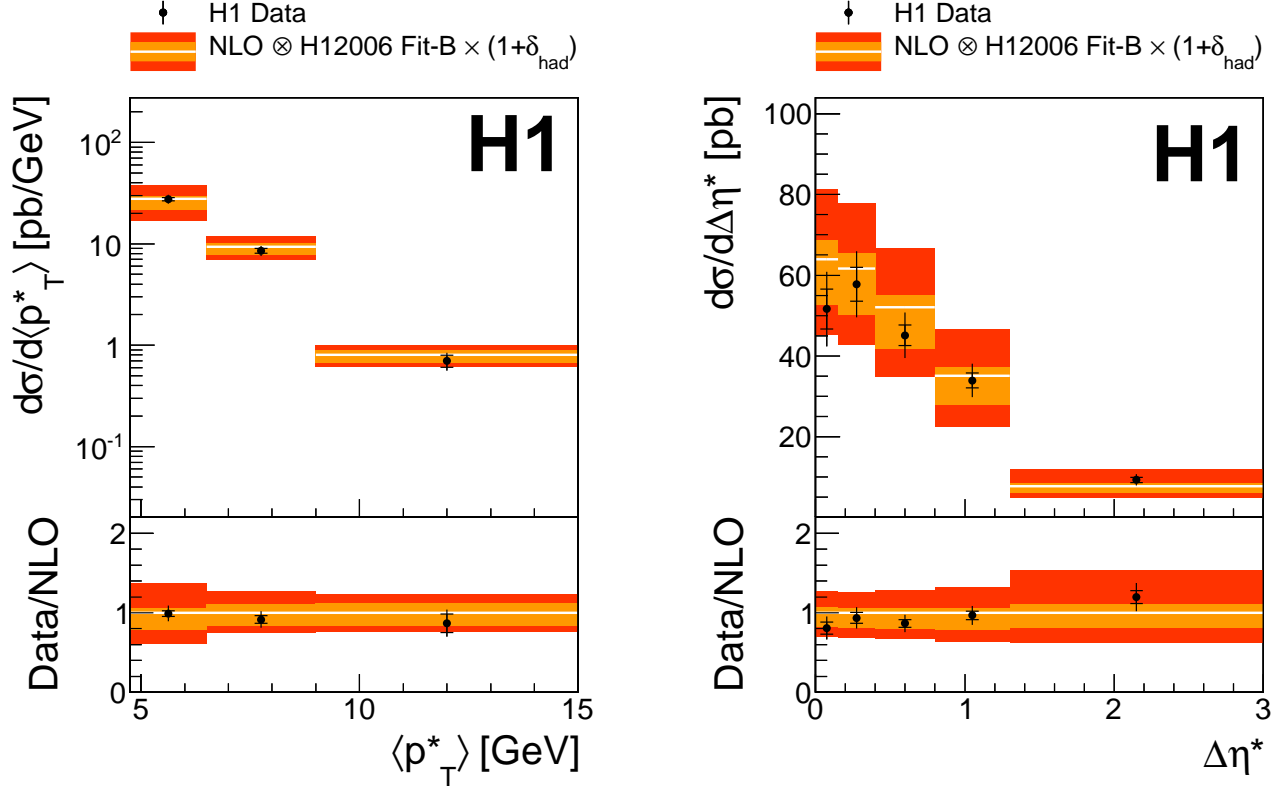 H1 Data
NLO ⊗ H12006 Fit-B × (1+δhad)
H1
dσ/d⟨p*T⟩ [pb/GeV]
10²
10
1
10⁻¹
Data/NLO
2
1
0
5
10
15
⟨p*T⟩ [GeV]
H1 Data
NLO ⊗ H12006 Fit-B × (1+δhad)
H1
dσ/dΔη* [pb]
100
80
60
40
20
Data/NLO
2
1
0
0
1
2
3
Δη*